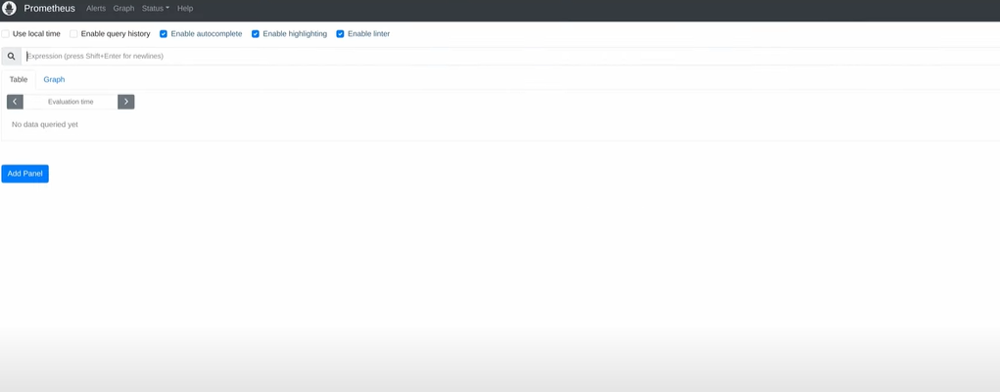 Prometheus Alerts Graph Status Help
Use local time Enable query history Enable autocomplete Enable highlighting Enable linter
Expression (press Shift+Enter for newlines)
Table Graph
Evaluation time
No data queried yet
Add Panel